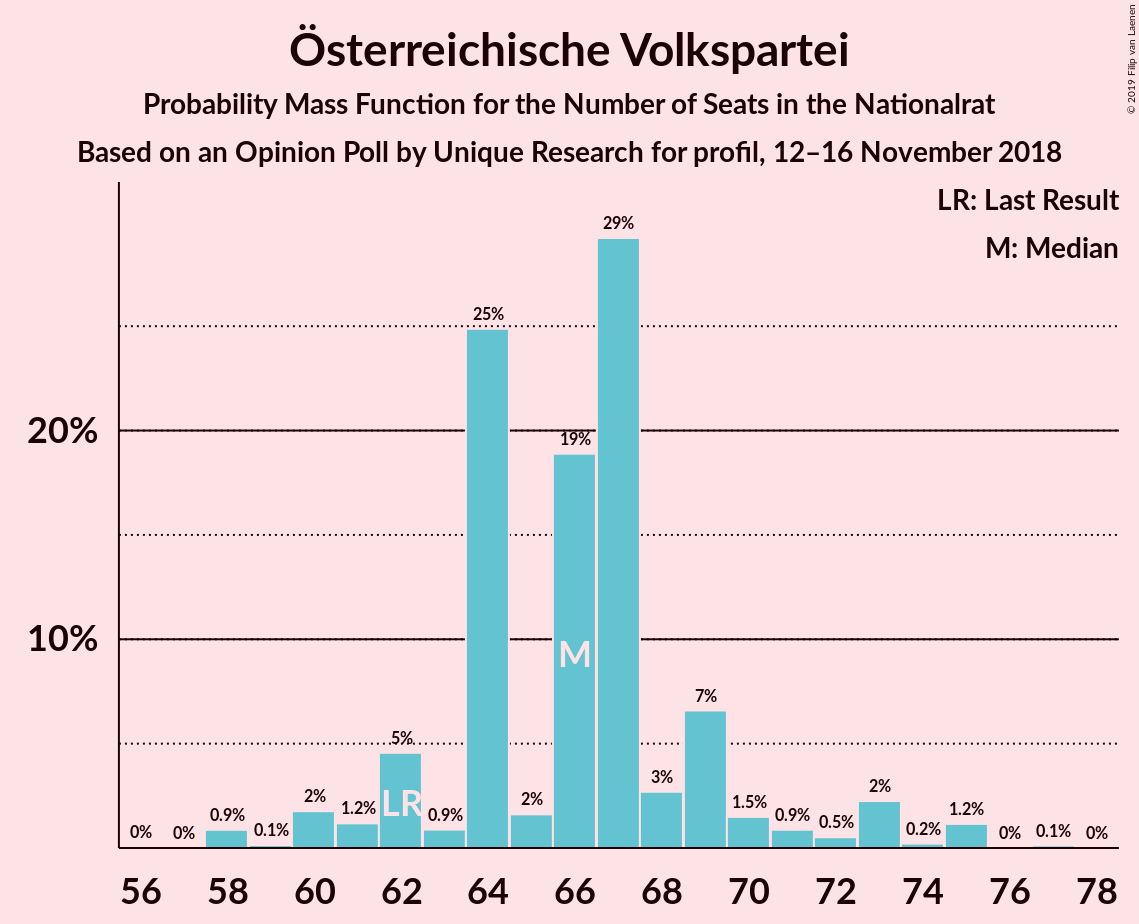 Österreichische Volkspartei
Probability Mass Function for the Number of Seats in the Nationalrat
Based on an Opinion Poll by Unique Research for profil, 12–16 November 2018
© 2019 Filip van Laenen
LR: Last Result
M: Median
20%
10%
0%
0%
0.9%
0.1%
2%
1.2%
5%
0.9%
25%
2%
19%
29%
3%
7%
1.5%
0.9%
0.5%
2%
0.2%
1.2%
0%
0.1%
0%
LR
M
56 58 60 62 64 66 68 70 72 74 76 78